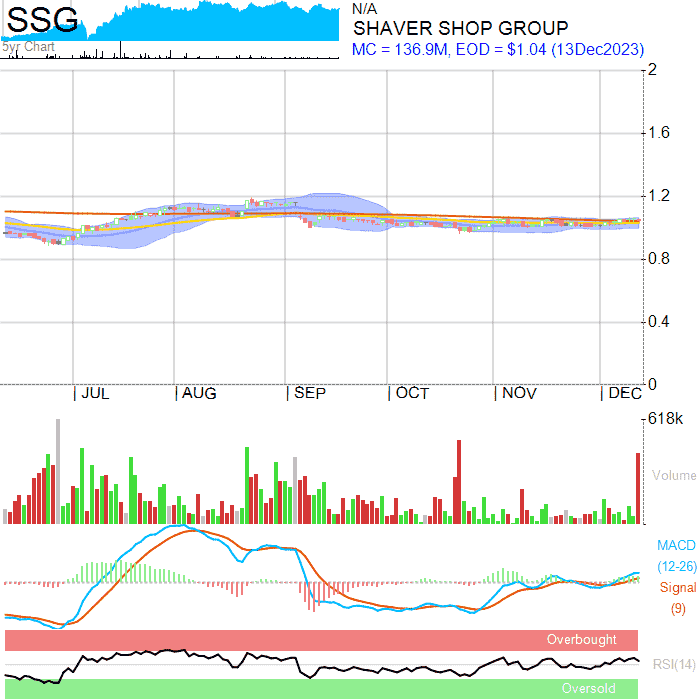 SSG
5yr Chart
N/A
SHAVER SHOP GROUP
MC = 136.9M, EOD = $1.04 (13Dec2023)
2
1.6
1.2
0.8
0.4
0
| JUL | AUG | SEP | OCT | NOV | DEC
618k
Volume
MACD
(12-26)
Signal
(9)
Overbought
RSI(14)
Oversold